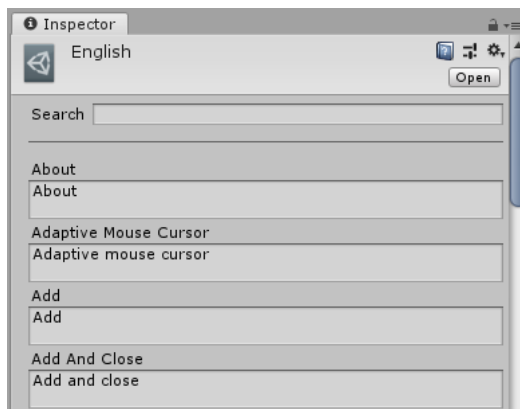 Inspector
English
Open
Search
About
About
Adaptive Mouse Cursor
Adaptive mouse cursor
Add
Add
Add And Close
Add and close